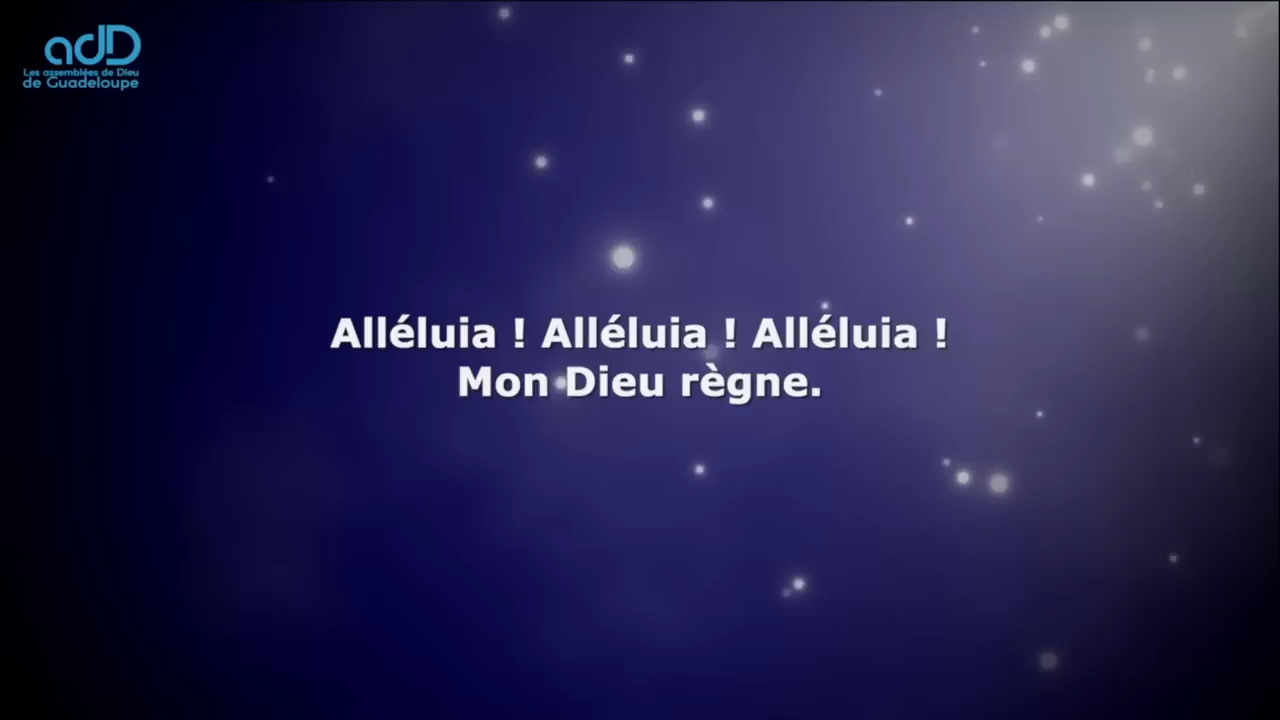 adD
Les assemblées de Dieu
de Guadeloupe
Alléluia ! Alléluia ! Alléluia !
Mon Dieu règne.